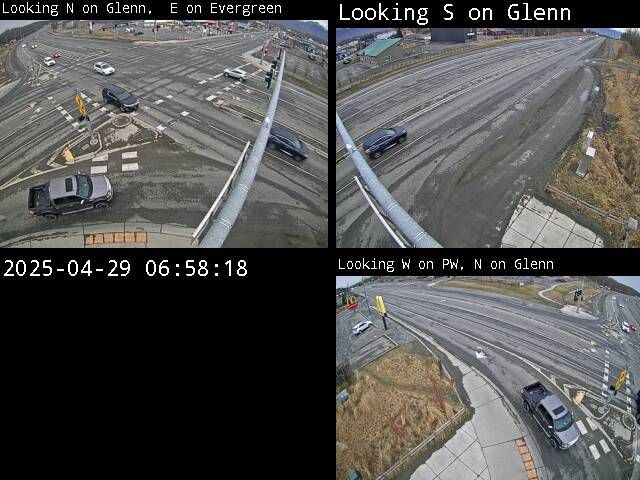 Looking N on Glenn, E on Evergreen
Looking S on Glenn
2025-04-29 06:58:18
Looking W on PW, N on Glenn